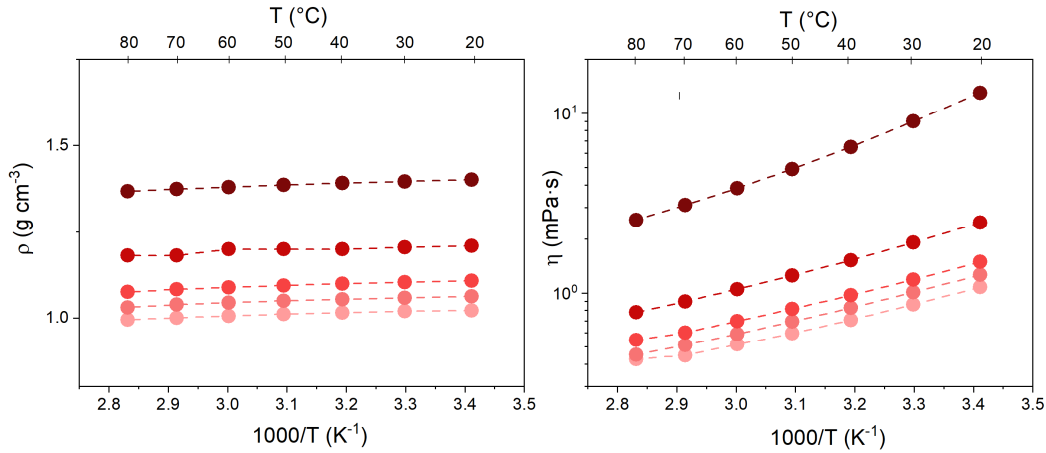 T (°C)
80 70 60 50 40 30 20
ρ (g cm⁻³)
1.5
1.0
2.8 2.9 3.0 3.1 3.2 3.3 3.4 3.5
1000/T (K⁻¹)
T (°C)
80 70 60 50 40 30 20
η (mPa·s)
10¹
10⁰
2.8 2.9 3.0 3.1 3.2 3.3 3.4 3.5
1000/T (K⁻¹)